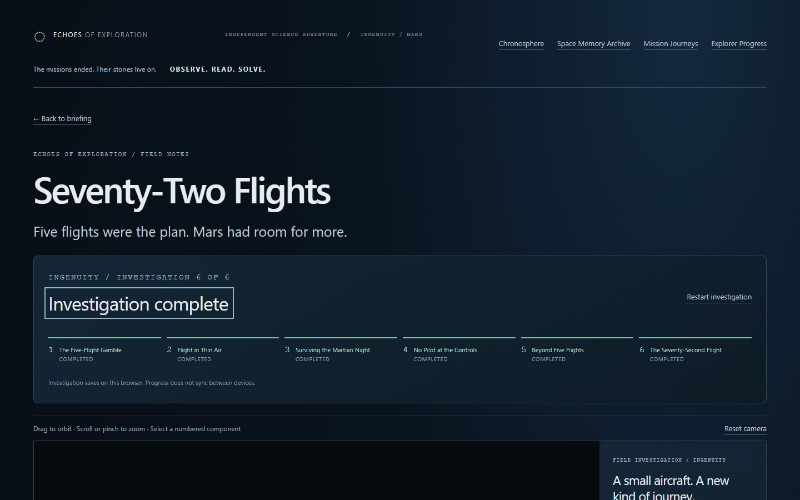 ECHOES OF EXPLORATION
INDEPENDENT SCIENCE ADVENTURE / INGENUITY / MARS
Chronosphere Space Memory Archive Mission Journeys Explorer Progress
The missions ended. Their stories live on. OBSERVE. READ. SOLVE.
← Back to briefing
ECHOES OF EXPLORATION / FIELD NOTES
Seventy-Two Flights
Five flights were the plan. Mars had room for more.
INGENUITY / INVESTIGATION 6 OF 6
Investigation complete
Restart investigation
1 The Five-Flight Gamble
COMPLETED
2 Flight in Thin Air
COMPLETED
3 Surviving the Martian Night
COMPLETED
4 No Pilot at the Controls
COMPLETED
5 Beyond Five Flights
COMPLETED
6 The Seventy-Second Flight
COMPLETED
Investigation saves on this browser. Progress does not sync between devices.
Drag to orbit · Scroll or pinch to zoom · Select a numbered component
Reset camera
FIELD INVESTIGATION / INGENUITY
A small aircraft. A new
kind of journey.